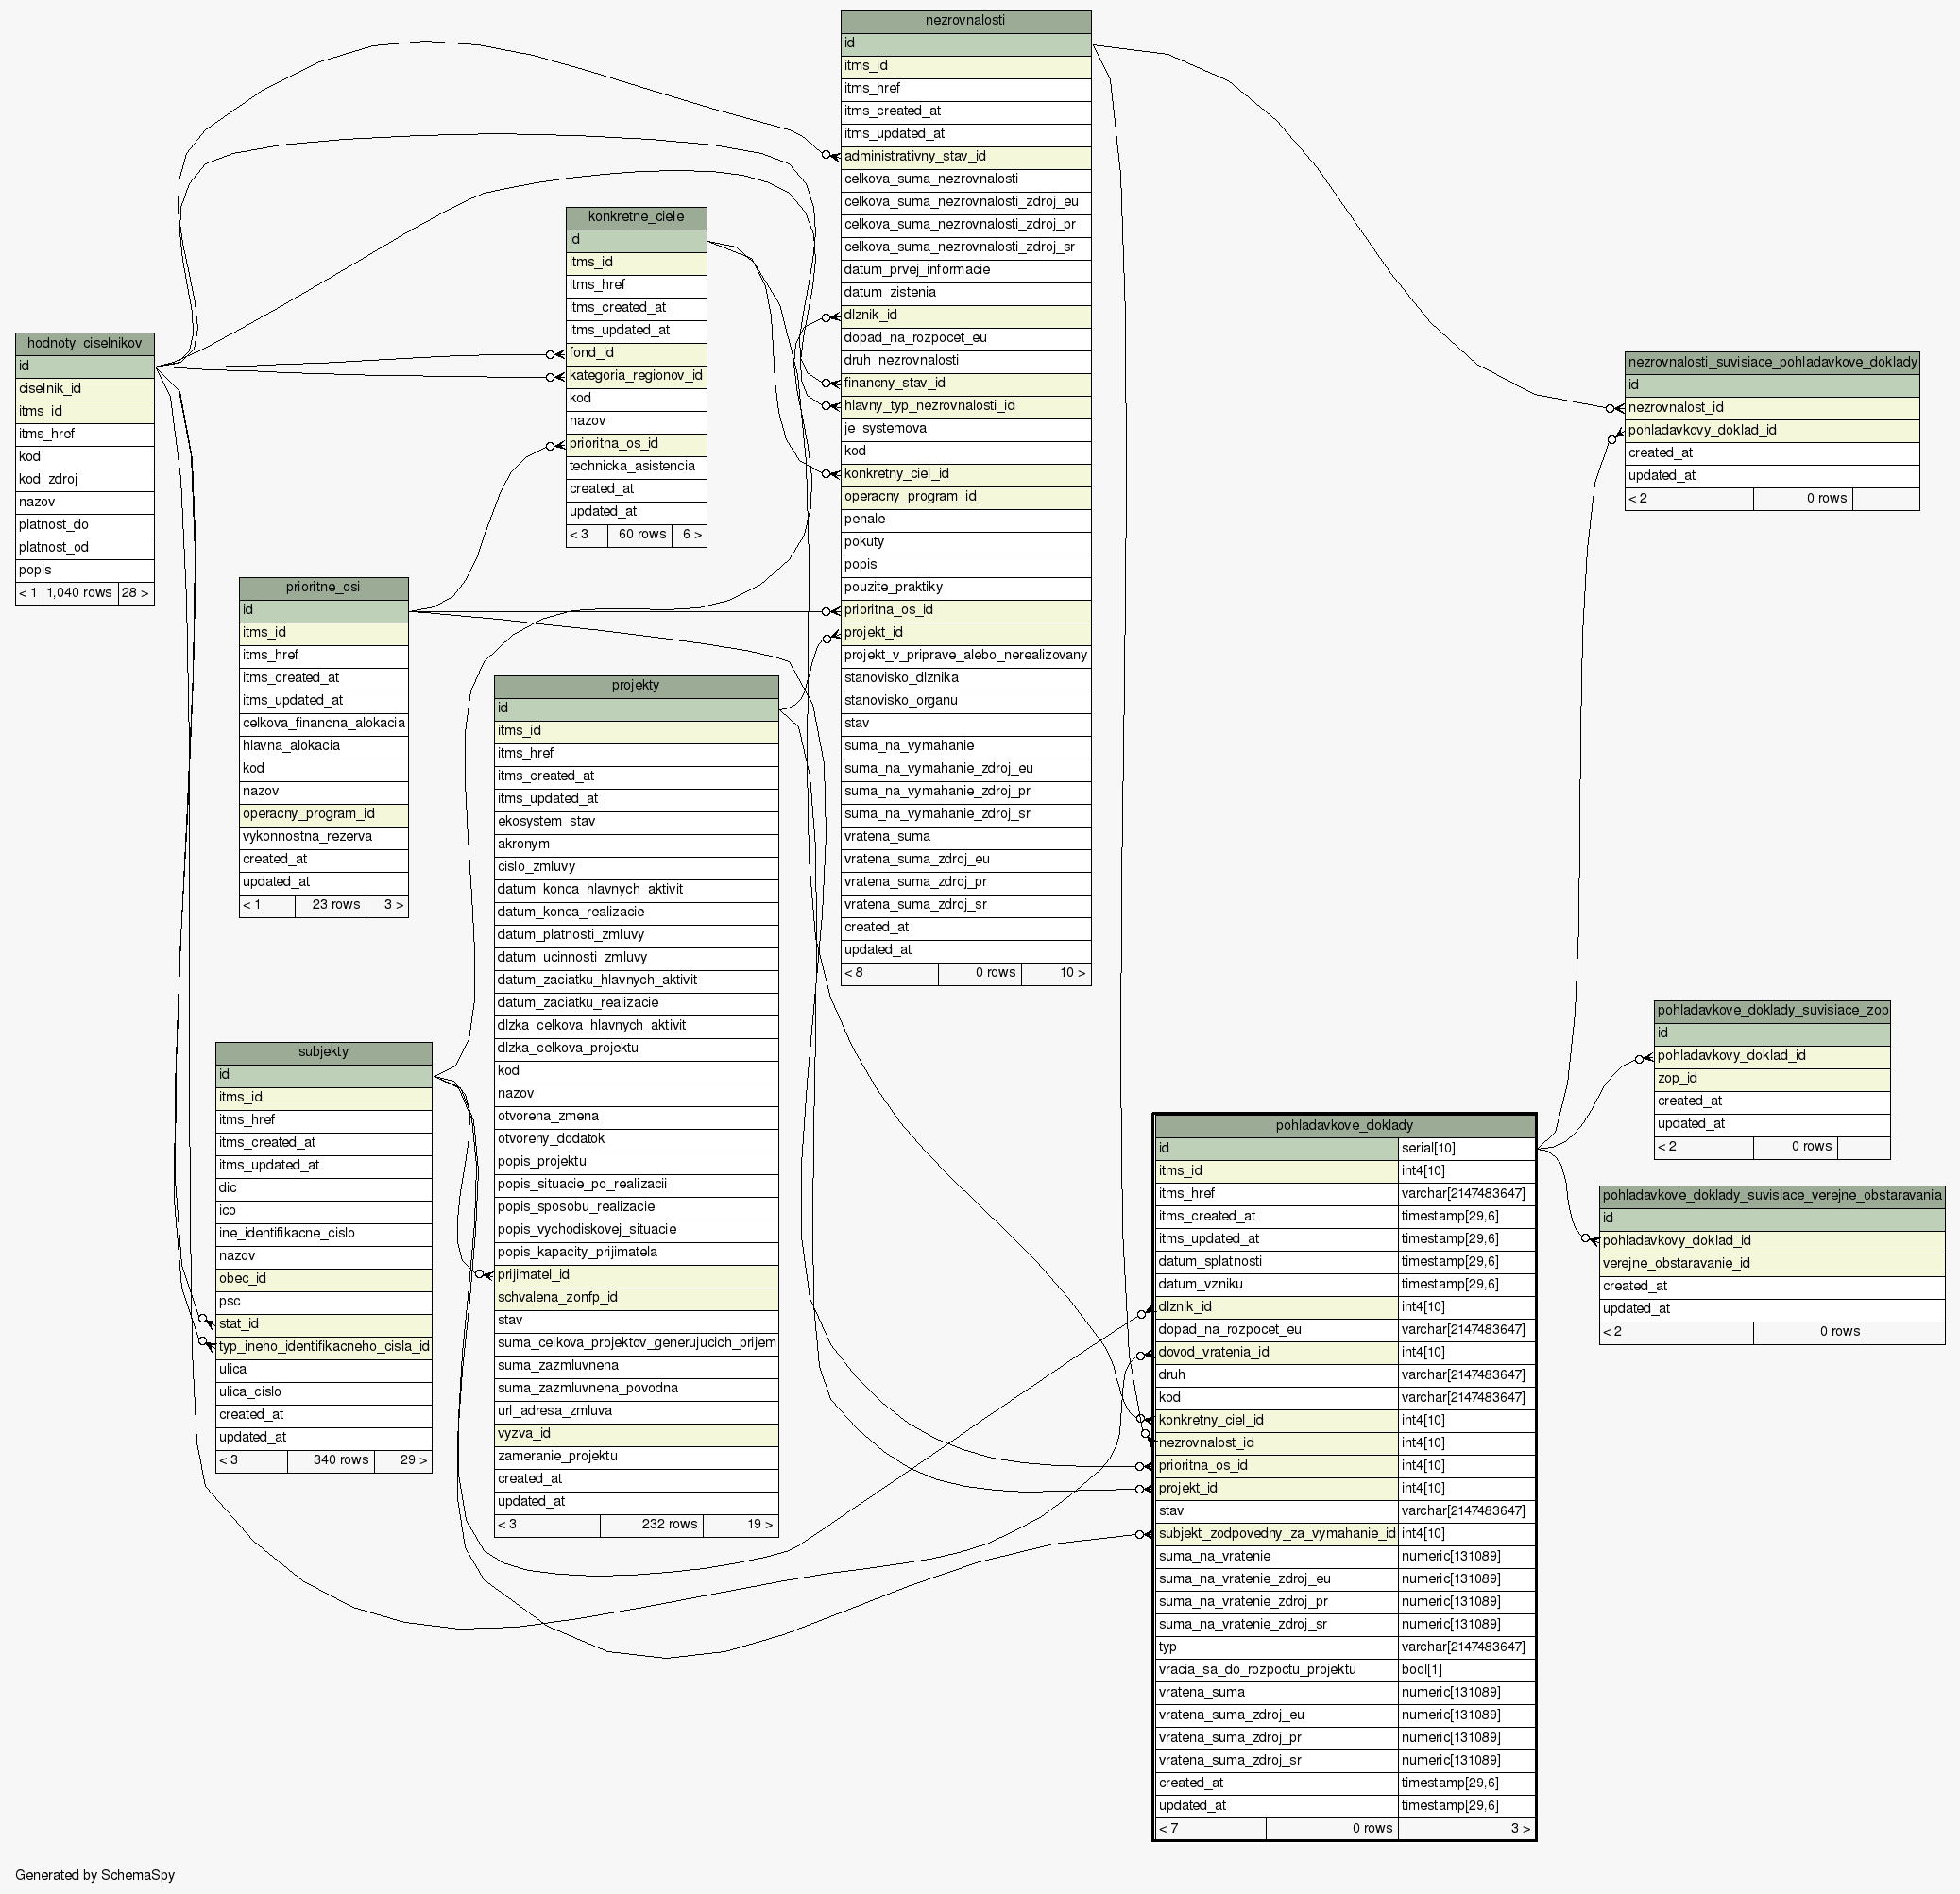 nezrovnalosti
id
itms_id
itms_href
itms_created_at
itms_updated_at
administrativny_stav_id
celkova_suma_nezrovnalosti
celkova_suma_nezrovnalosti_zdroj_eu
celkova_suma_nezrovnalosti_zdroj_pr
celkova_suma_nezrovnalosti_zdroj_sr
datum_prvej_informacie
datum_zistenia
dlznik_id
dopad_na_rozpocet_eu
druh_nezrovnalosti
financny_stav_id
hlavny_typ_nezrovnalosti_id
je_systemova
kod
konkretny_ciel_id
operacny_program_id
penale
pokuty
popis
pouzite_praktiky
prioritna_os_id
projekt_id
projekt_v_priprave_alebo_nerealizovany
stanovisko_dlznika
stanovisko_organu
stav
suma_na_vymahanie
suma_na_vymahanie_zdroj_eu
suma_na_vymahanie_zdroj_pr
suma_na_vymahanie_zdroj_sr
vratena_suma
vratena_suma_zdroj_eu
vratena_suma_zdroj_pr
vratena_suma_zdroj_sr
created_at
updated_at
< 8 0 rows 10 >
konkretne_ciele
id
itms_id
itms_href
itms_created_at
itms_updated_at
fond_id
kategoria_regionov_id
kod
nazov
prioritna_os_id
technicka_asistencia
created_at
updated_at
< 3 60 rows 6 >
hodnoty_ciselnikov
id
ciselnik_id
itms_id
itms_href
kod
kod_zdroj
nazov
platnost_do
platnost_od
popis
< 1 1,040 rows 28 >
nezrovnalosti_suvisiace_pohladavkove_doklady
id
nezrovnalost_id
pohladavkovy_doklad_id
created_at
updated_at
< 2 0 rows
prioritne_osi
id
itms_id
itms_href
itms_created_at
itms_updated_at
celkova_financna_alokacia
hlavna_alokacia
kod
nazov
operacny_program_id
vykonnostna_rezerva
created_at
updated_at
< 1 23 rows 3 >
projekty
id
itms_id
itms_href
itms_created_at
itms_updated_at
ekosystem_stav
akronym
cislo_zmluvy
datum_konca_hlavnych_aktivit
datum_konca_realizacie
datum_platnosti_zmluvy
datum_ucinnosti_zmluvy
datum_zaciatku_hlavnych_aktivit
datum_zaciatku_realizacie
dlzka_celkova_hlavnych_aktivit
dlzka_celkova_projektu
kod
nazov
otvorena_zmena
otvoreny_dodatok
popis_projektu
popis_situacie_po_realizacii
popis_sposobu_realizacie
popis_vychodiskovej_situacie
popis_kapacity_prijimatela
prijimatel_id
schvalena_zonfp_id
stav
suma_celkova_projektov_generujucich_prijem
suma_zazmluvnena
suma_zazmluvnena_povodna
url_adresa_zmluva
vyzva_id
zameranie_projektu
created_at
updated_at
< 3 232 rows 19 >
subjekty
id
itms_id
itms_href
itms_created_at
itms_updated_at
dic
ico
ine_identifikacne_cislo
nazov
obec_id
psc
stat_id
typ_ineho_identifikacneho_cisla_id
ulica
ulica_cislo
created_at
updated_at
< 3 340 rows 29 >
pohladavkove_doklady_suvisiace_zop
id
pohladavkovy_doklad_id
zop_id
created_at
updated_at
< 2 0 rows
pohladavkove_doklady_suvisiace_verejne_obstaravania
id
pohladavkovy_doklad_id
verejne_obstaravanie_id
created_at
updated_at
< 2 0 rows
pohladavkove_doklady
id serial[10]
itms_id int4[10]
itms_href varchar[2147483647]
itms_created_at timestamp[29,6]
itms_updated_at timestamp[29,6]
datum_splatnosti timestamp[29,6]
datum_vzniku timestamp[29,6]
dlznik_id int4[10]
dopad_na_rozpocet_eu varchar[2147483647]
dovod_vratenia_id int4[10]
druh varchar[2147483647]
kod varchar[2147483647]
konkretny_ciel_id int4[10]
nezrovnalost_id int4[10]
prioritna_os_id int4[10]
projekt_id int4[10]
stav varchar[2147483647]
subjekt_zodpovedny_za_vymahanie_id int4[10]
suma_na_vratenie numeric[131089]
suma_na_vratenie_zdroj_eu numeric[131089]
suma_na_vratenie_zdroj_pr numeric[131089]
suma_na_vratenie_zdroj_sr numeric[131089]
typ varchar[2147483647]
vracia_sa_do_rozpoctu_projektu bool[1]
vratena_suma numeric[131089]
vratena_suma_zdroj_eu numeric[131089]
vratena_suma_zdroj_pr numeric[131089]
vratena_suma_zdroj_sr numeric[131089]
created_at timestamp[29,6]
updated_at timestamp[29,6]
< 7 0 rows 3 >
Generated by SchemaSpy